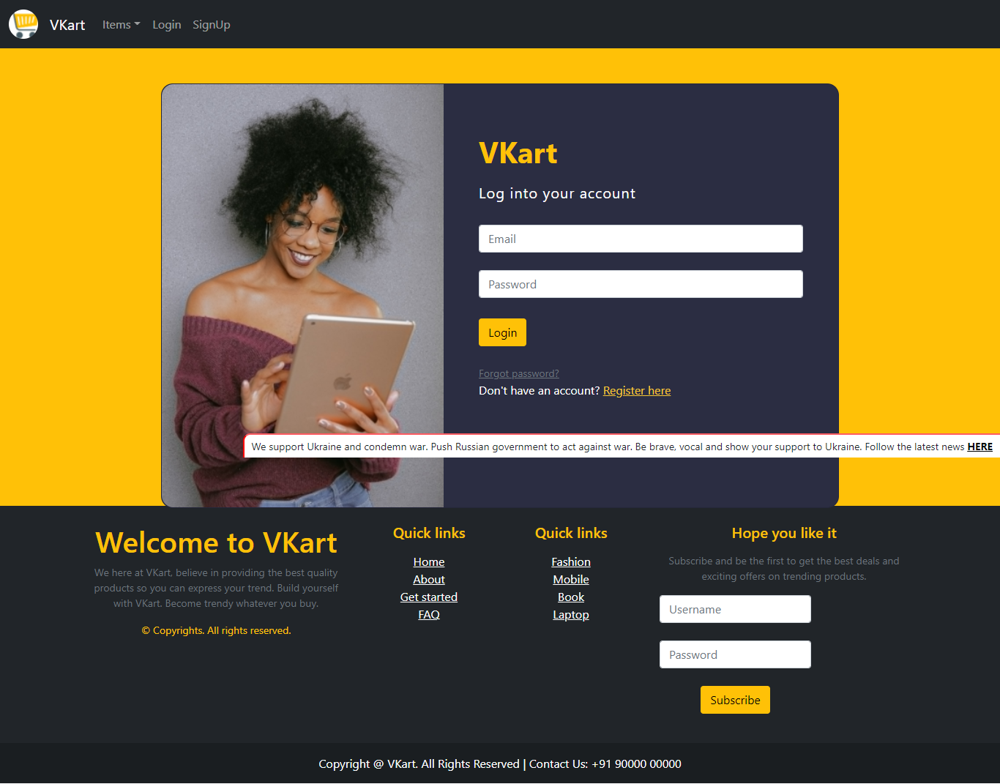 VKart
Items
Login
SignUp
VKart
Log into your account
Email
Password
Login
Forgot password?
Don't have an account? Register here
We support Ukraine and condemn war. Push Russian government to act against war. Be brave, vocal and show your support to Ukraine. Follow the latest news HERE
Welcome to VKart
We here at VKart, believe in providing the best quality
products so you can express your trend. Build yourself
with VKart. Become trendy whatever you buy.
© Copyrights. All rights reserved.
Quick links
Home
About
Get started
FAQ
Quick links
Fashion
Mobile
Book
Laptop
Hope you like it
Subscribe and be the first to get the best deals and
exciting offers on trending products.
Username
Password
Subscribe
Copyright @ VKart. All Rights Reserved | Contact Us: +91 90000 00000